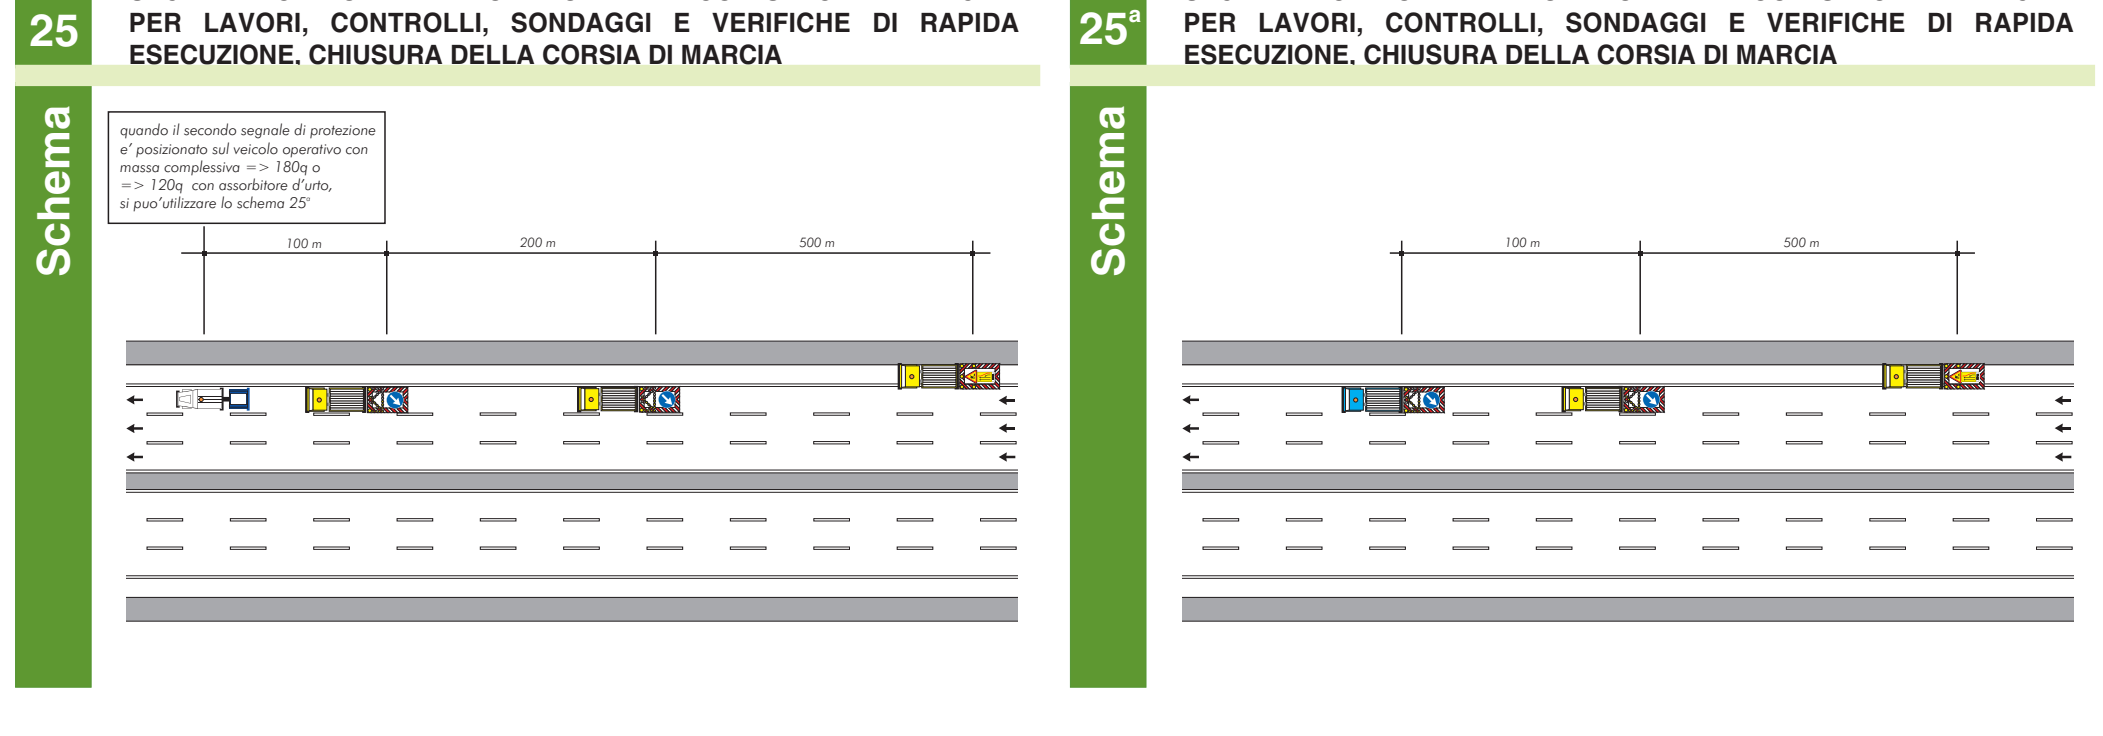 25
PER LAVORI, CONTROLLI, SONDAGGI E VERIFICHE DI RAPIDA
ESECUZIONE, CHIUSURA DELLA CORSIA DI MARCIA
Schema
quando il secondo segnale di protezione
e' posizionato sul veicolo operativo con
massa complessiva => 180q o
=> 120q con assorbitore d'urto,
si puo'utilizzare lo schema 25ª
100 m
200 m
500 m
25ª
PER LAVORI, CONTROLLI, SONDAGGI E VERIFICHE DI RAPIDA
ESECUZIONE, CHIUSURA DELLA CORSIA DI MARCIA
Schema
100 m
500 m